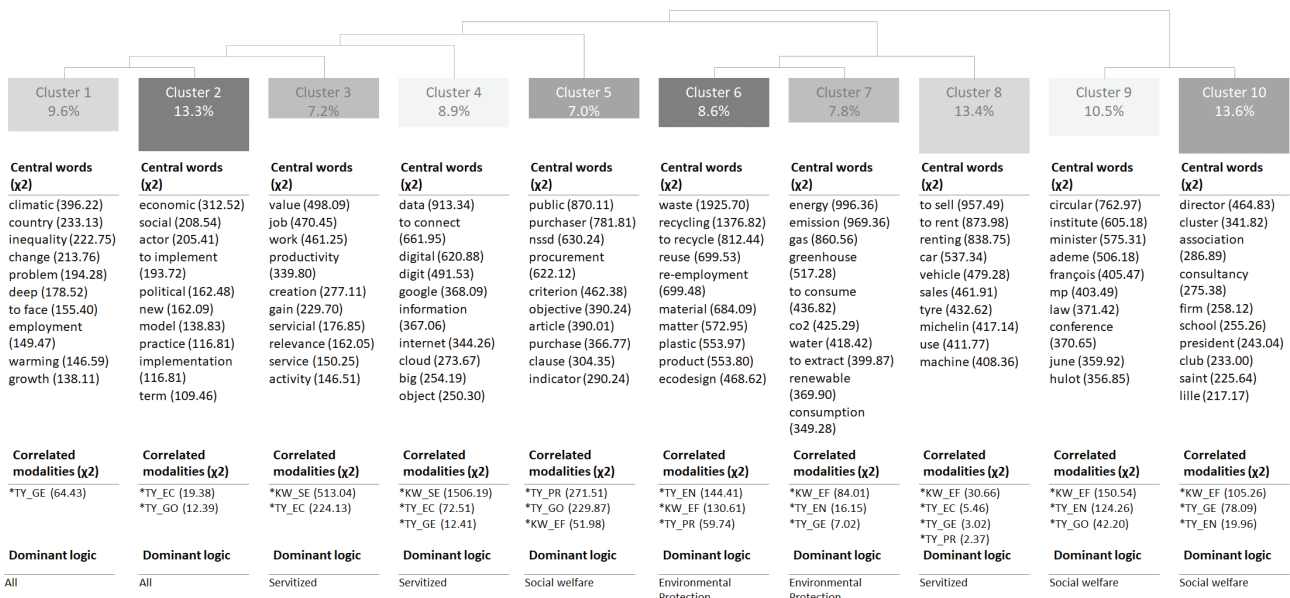 Cluster 1
9.6%
Cluster 2
13.3%
Cluster 3
7.2%
Cluster 4
8.9%
Cluster 5
7.0%
Cluster 6
8.6%
Cluster 7
7.8%
Cluster 8
13.4%
Cluster 9
10.5%
Cluster 10
13.6%
Central words
(χ2)
climatic (396.22)
country (233.13)
inequality (222.75)
change (213.76)
problem (194.28)
deep (178.52)
to face (155.40)
employment
(149.47)
warming (146.59)
growth (138.11)
Central words
(χ2)
economic (312.52)
social (208.54)
actor (205.41)
to implement
(193.72)
political (162.48)
new (162.09)
model (138.83)
practice (116.81)
implementation
(116.81)
term (109.46)
Central words
(χ2)
value (498.09)
job (470.45)
work (461.25)
productivity
(339.80)
creation (277.11)
gain (229.70)
servicial (176.85)
relevance (162.05)
service (150.25)
activity (146.51)
Central words
(χ2)
data (913.34)
to connect
(661.95)
digital (620.88)
digit (491.53)
google (368.09)
information
(367.06)
internet (344.26)
cloud (273.67)
big (254.19)
object (250.30)
Central words
(χ2)
public (870.11)
purchaser (781.81)
nssd (630.24)
procurement
(622.12)
criterion (462.38)
objective (390.24)
article (390.01)
purchase (366.77)
clause (304.35)
indicator (290.24)
Central words
(χ2)
waste (1925.70)
recycling (1376.82)
to recycle (812.44)
reuse (699.53)
re-employment
(699.48)
material (684.09)
matter (572.95)
plastic (553.97)
product (553.80)
ecodesign (468.62)
Central words
(χ2)
energy (996.36)
emission (969.36)
gas (860.56)
greenhouse
(517.28)
to consume
(436.82)
co2 (425.29)
water (418.42)
to extract (399.87)
renewable
(369.90)
consumption
(349.28)
Central words
(χ2)
to sell (957.49)
to rent (873.98)
renting (838.75)
car (537.34)
vehicle (479.28)
sales (461.91)
tyre (432.62)
michelin (417.14)
use (411.77)
machine (408.36)
Central words
(χ2)
circular (762.97)
institute (605.18)
minister (575.31)
ademe (506.18)
françois (405.47)
mp (403.49)
law (371.42)
conference
(370.65)
june (359.92)
hulot (356.85)
Central words
(χ2)
director (464.83)
cluster (341.82)
association
(286.89)
consultancy
(275.38)
firm (258.12)
school (255.26)
president (243.04)
club (233.00)
saint (225.64)
lille (217.17)
Correlated
modalities (χ2)
*TY_GE (64.43)
Correlated
modalities (χ2)
*TY_EC (19.38)
*TY_GO (12.39)
Correlated
modalities (χ2)
*KW_SE (513.04)
*TY_EC (224.13)
Correlated
modalities (χ2)
*KW_SE (1506.19)
*TY_EC (72.51)
*TY_GE (12.41)
Correlated
modalities (χ2)
*TY_PR (271.51)
*TY_GO (229.87)
*KW_EF (51.98)
Correlated
modalities (χ2)
*TY_EN (144.41)
*KW_EF (130.61)
*TY_PR (59.74)
Correlated
modalities (χ2)
*KW_EF (84.01)
*TY_EN (16.15)
*TY_GE (7.02)
Correlated
modalities (χ2)
*KW_EF (30.66)
*TY_EC (5.46)
*TY_GE (3.02)
*TY_PR (2.37)
Correlated
modalities (χ2)
*KW_EF (150.54)
*TY_EN (124.26)
*TY_GO (42.20)
Correlated
modalities (χ2)
*KW_EF (105.26)
*TY_GE (78.09)
*TY_EN (19.96)
Dominant logic
All
Dominant logic
All
Dominant logic
Servitized
Dominant logic
Servitized
Dominant logic
Social welfare
Dominant logic
Environmental
Protection
Dominant logic
Environmental
Protection
Dominant logic
Servitized
Dominant logic
Social welfare
Dominant logic
Social welfare